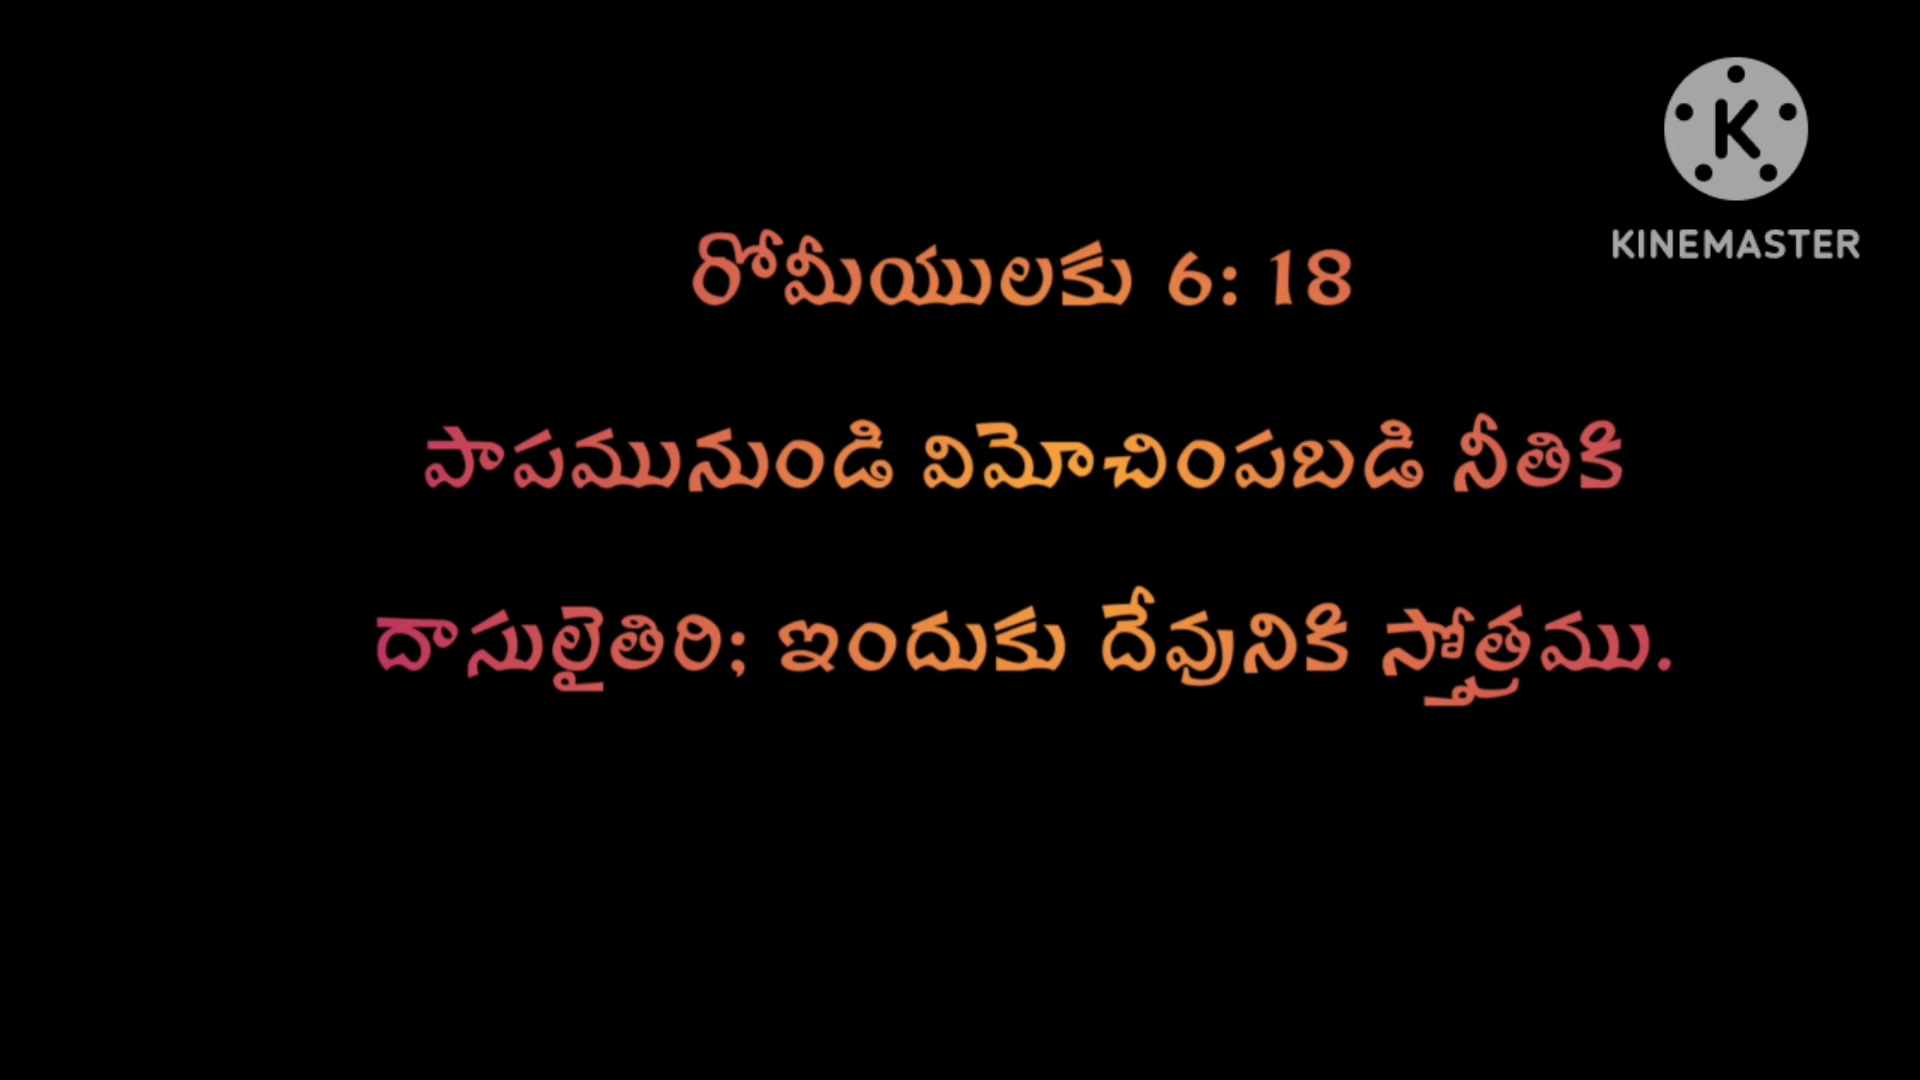 K
KINEMASTER
రోమీయులకు 6: 18
పాపమునుండి విమోచింపబడి నీతికి
దాసులైతిరి; ఇందుకు దేవునికి స్తోత్రము.